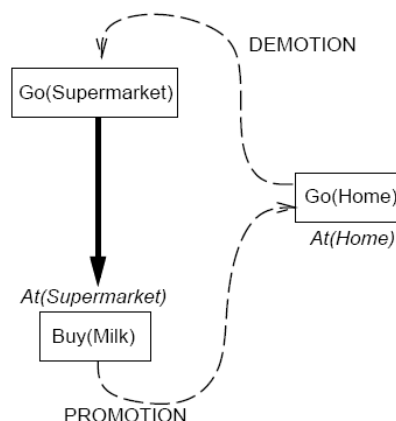 DEMOTION
Go(Supermarket)
Go(Home)
At(Home)
At(Supermarket)
Buy(Milk)
PROMOTION